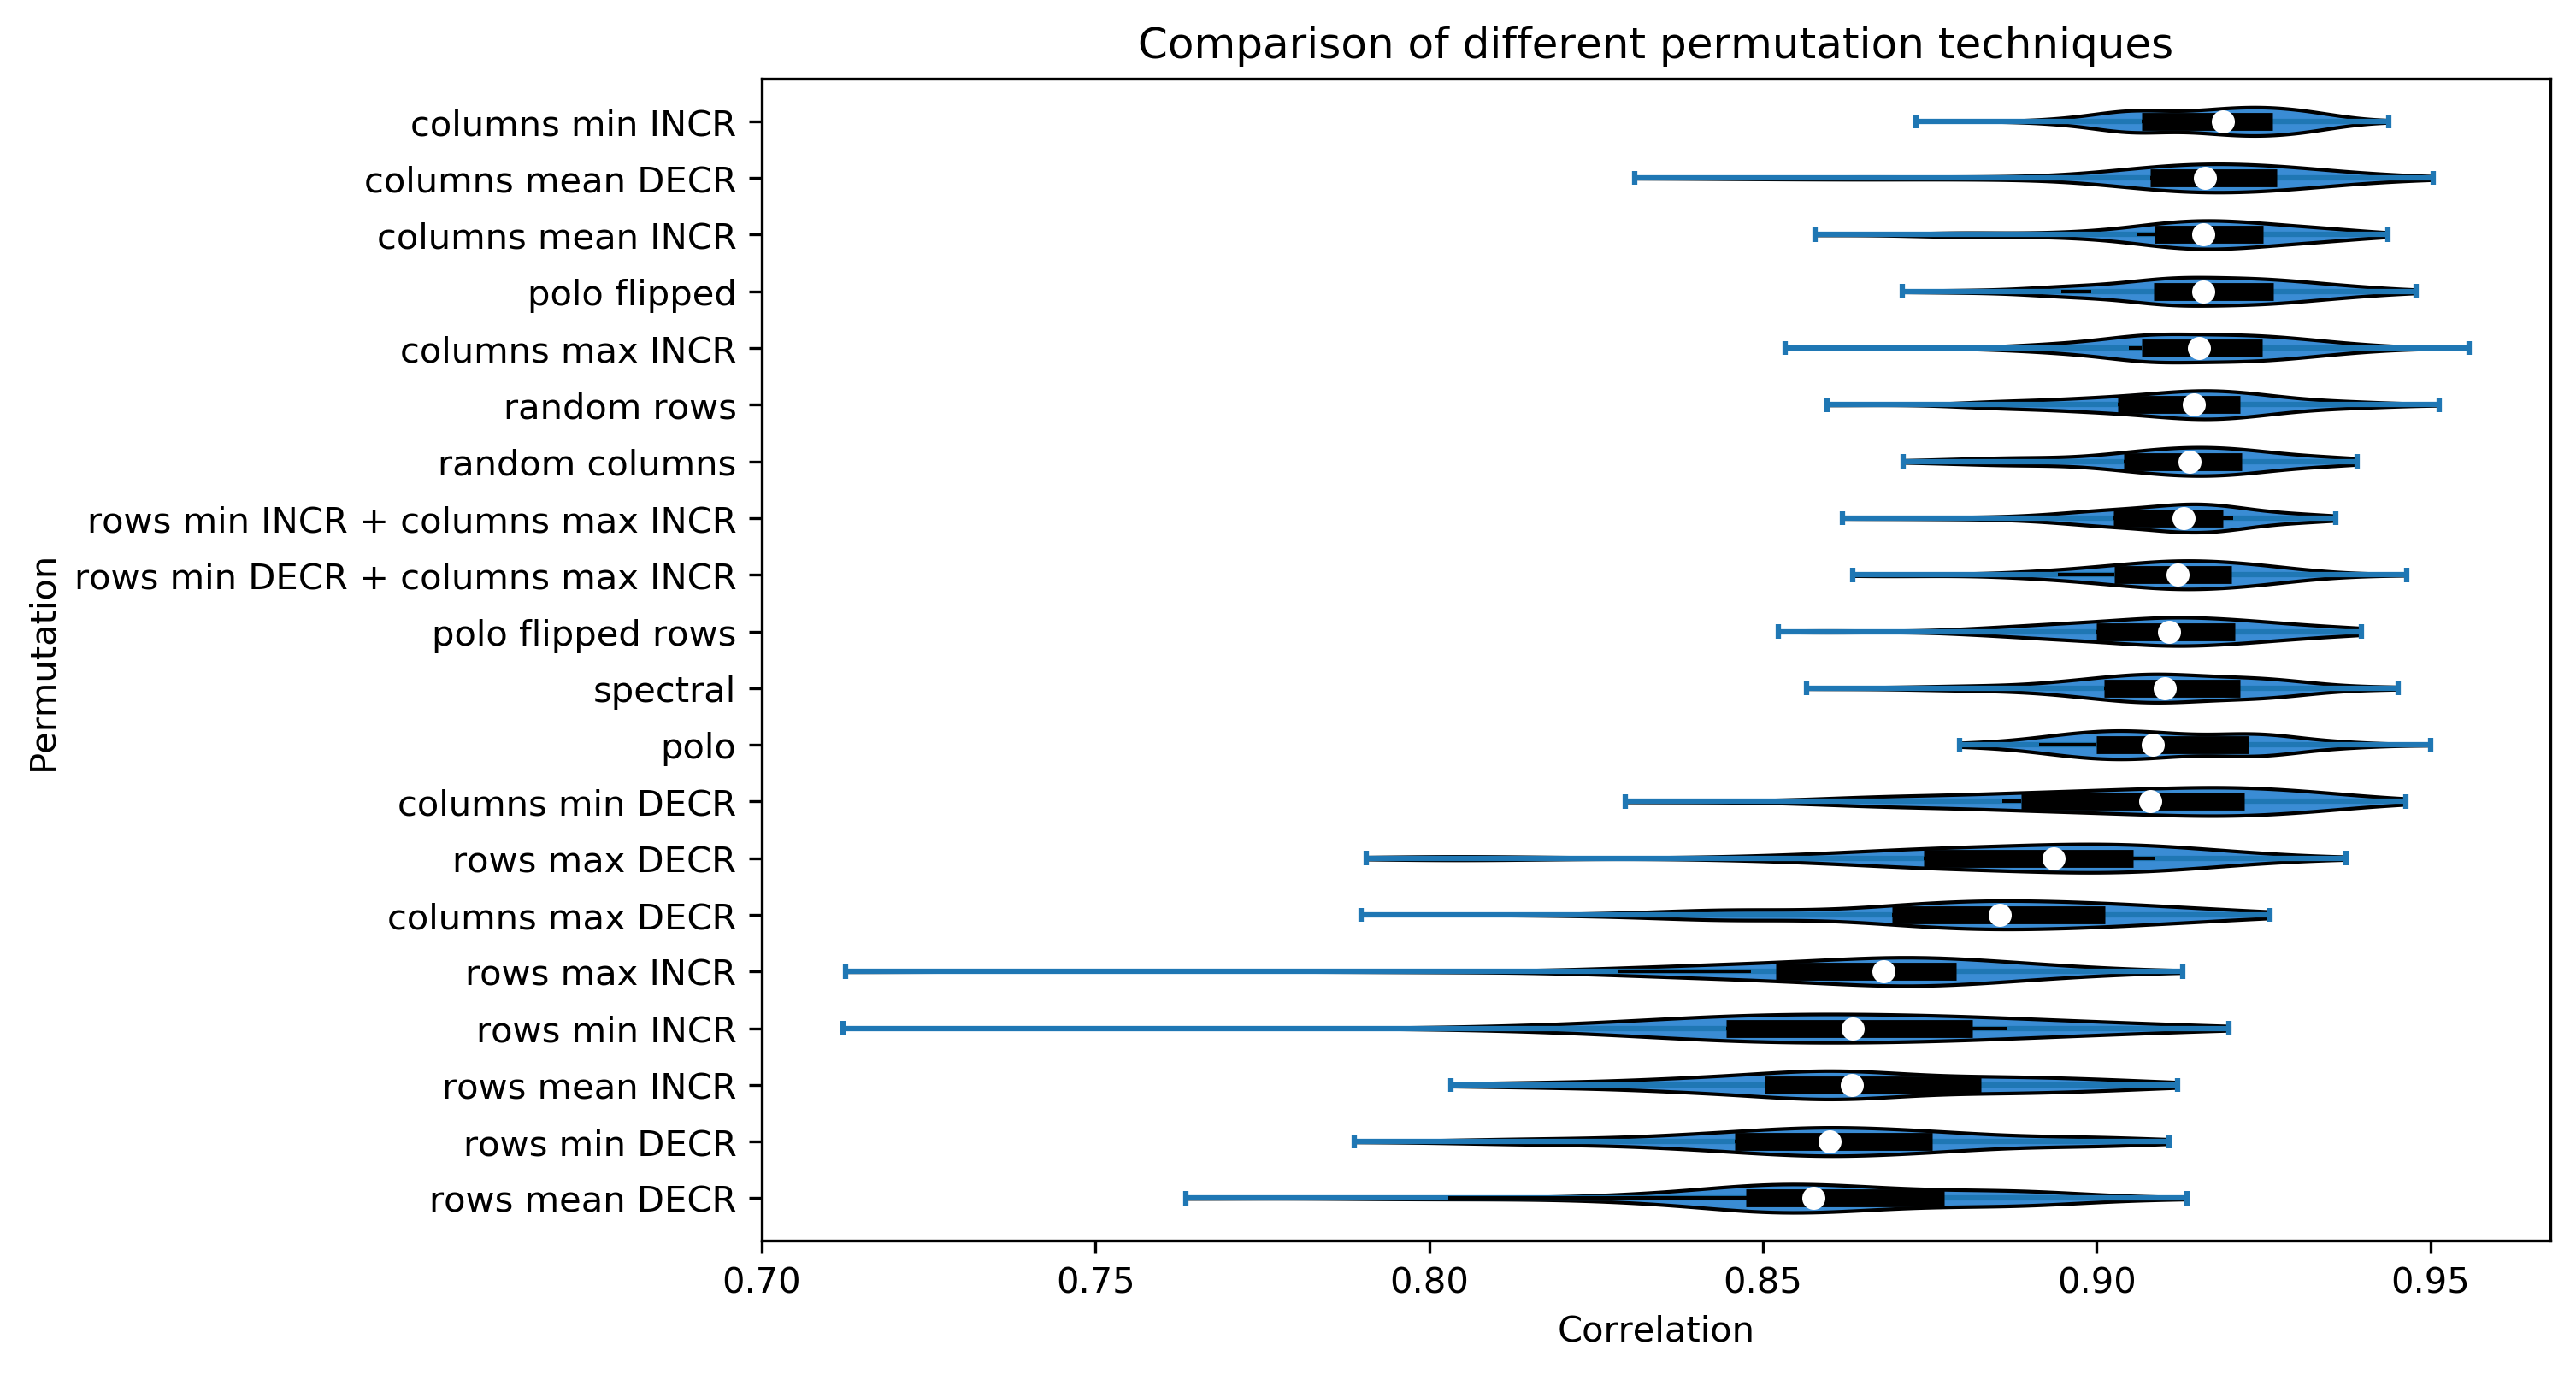 Comparison of different permutation techniques
Permutation
columns min INCR
columns mean DECR
columns mean INCR
polo flipped
columns max INCR
random rows
random columns
rows min INCR + columns max INCR
rows min DECR + columns max INCR
polo flipped rows
spectral
polo
columns min DECR
rows max DECR
columns max DECR
rows max INCR
rows min INCR
rows mean INCR
rows min DECR
rows mean DECR
0.70 0.75 0.80 0.85 0.90 0.95
Correlation